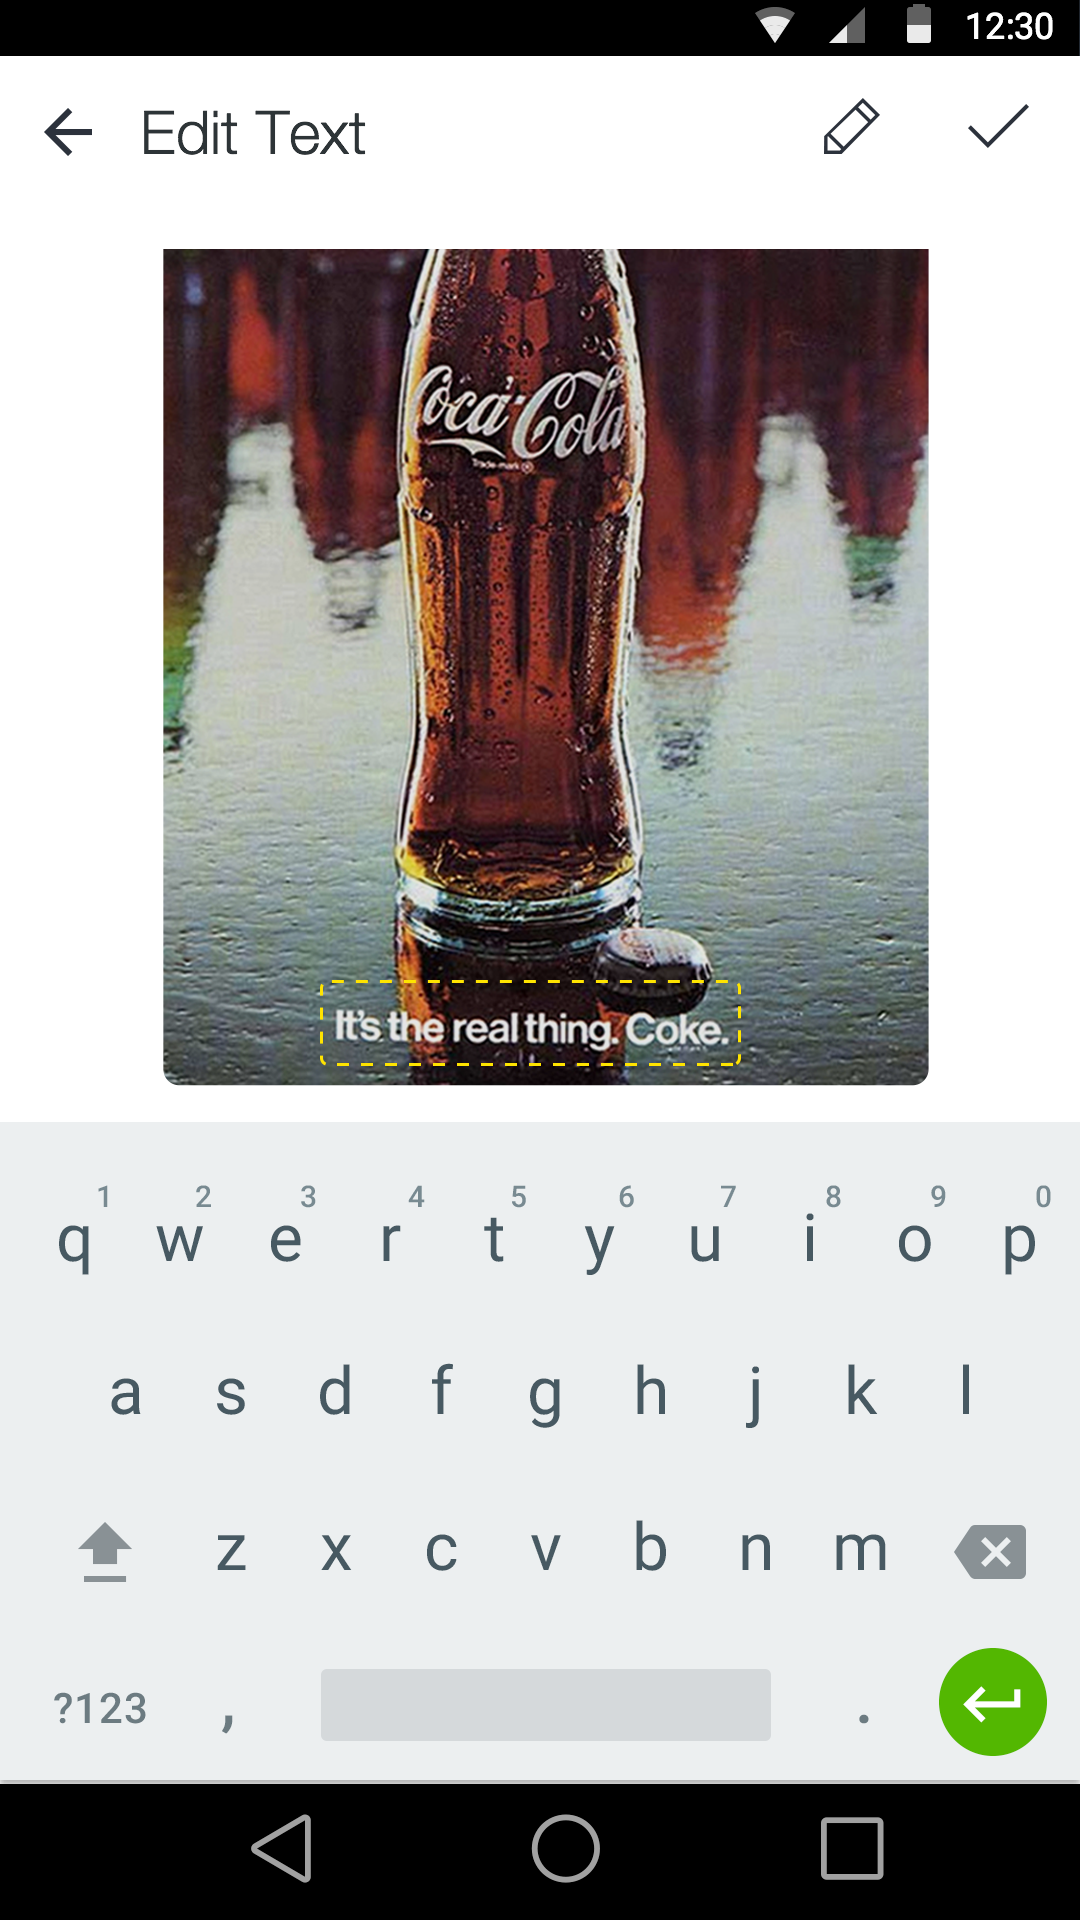 12:30
Edit Text
Coca-Cola
Trade-mark ®
It's the real thing. Coke.
1 2 3 4 5 6 7 8 9 0
q w e r t y u i o p
a s d f g h j k l
z x c v b n m
?123 , .